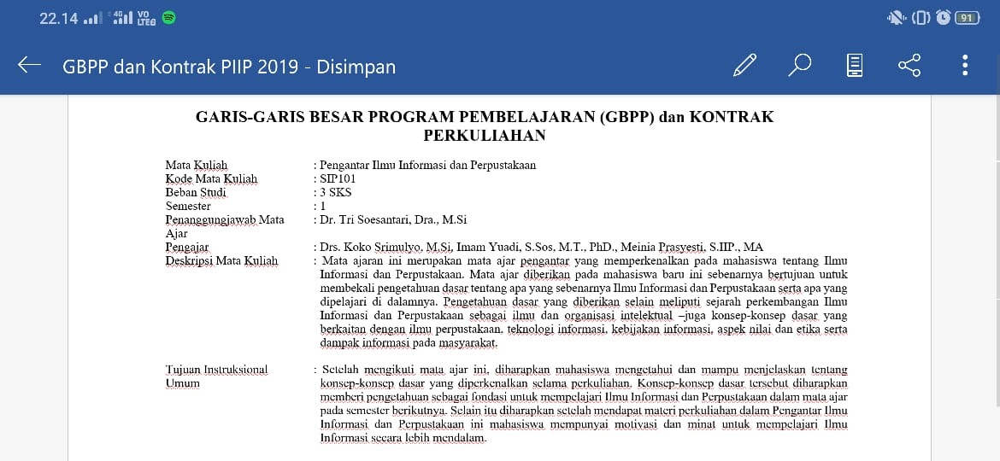 22.14 4G VO LTE2 91
GBPP dan Kontrak PIIP 2019 - Disimpan
GARIS-GARIS BESAR PROGRAM PEMBELAJARAN (GBPP) dan KONTRAK
PERKULIAHAN
Mata Kuliah : Pengantar Ilmu Informasi dan Perpustakaan
Kode Mata Kuliah : SIP101
Beban Studi : 3 SKS
Semester : 1
Penanggungjawab Mata : Dr. Tri Soesantari, Dra., M.Si
Ajar
Pengajar : Drs. Koko Srimulyo, M.Si, Imam Yuadi, S.Sos, M.T., PhD., Meinia Prasyesti, S.IIP., MA
Deskripsi Mata Kuliah : Mata ajaran ini merupakan mata ajar pengantar yang memperkenalkan pada mahasiswa tentang Ilmu
Informasi dan Perpustakaan. Mata ajar diberikan pada mahasiswa baru ini sebenarnya bertujuan untuk
membekali pengetahuan dasar tentang apa yang sebenarnya Ilmu Informasi dan Perpustakaan serta apa yang
dipelajari di dalamnya. Pengetahuan dasar yang diberikan selain meliputi sejarah perkembangan Ilmu
Informasi dan Perpustakaan sebagai ilmu dan organisasi intelektual –juga konsep-konsep dasar yang
berkaitan dengan ilmu perpustakaan, teknologi informasi, kebijakan informasi, aspek nilai dan etika serta
dampak informasi pada masyarakat.
Tujuan Instruksional : Setelah mengikuti mata ajar ini, diharapkan mahasiswa mengetahui dan mampu menjelaskan tentang
Umum konsep-konsep dasar yang diperkenalkan selama perkuliahan. Konsep-konsep dasar tersebut diharapkan
memberi pengetahuan sebagai fondasi untuk mempelajari Ilmu Informasi dan Perpustakaan dalam mata ajar
pada semester berikutnya. Selain itu diharapkan setelah mendapat materi perkuliahan dalam Pengantar Ilmu
Informasi dan Perpustakaan ini mahasiswa mempunyai motivasi dan minat untuk mempelajari Ilmu
Informasi secara lebih mendalam.